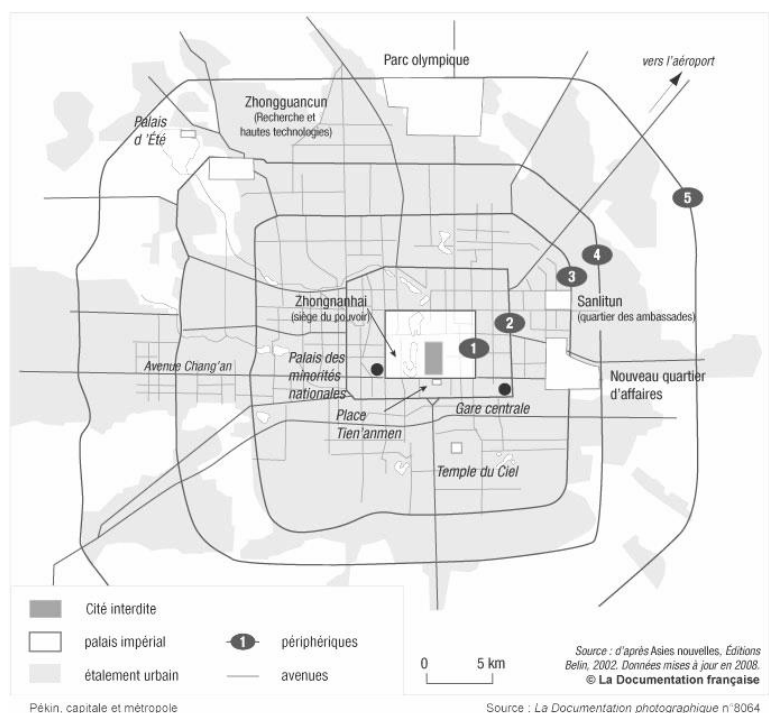 Parc olympique
vers l'aéroport
Zhongguancun
(Recherche et
hautes technologies)
Palais
d 'Été
5
4
3
Sanlitun
(quartier des ambassades)
Zhongnanhai
(siège du pouvoir)
2
1
Avenue Chang'an
Palais des
minorités
nationales
Nouveau quartier
d'affaires
Place
Tien'anmen
Gare centrale
Temple du Ciel
Cité interdite
palais impérial
1 périphériques
étalement urbain
avenues
0 5 km
Source : d'après Asies nouvelles, Éditions
Belin, 2002. Données mises à jour en 2008.
© La Documentation française
Pékin, capitale et métropole
Source : La Documentation photographique n°8064